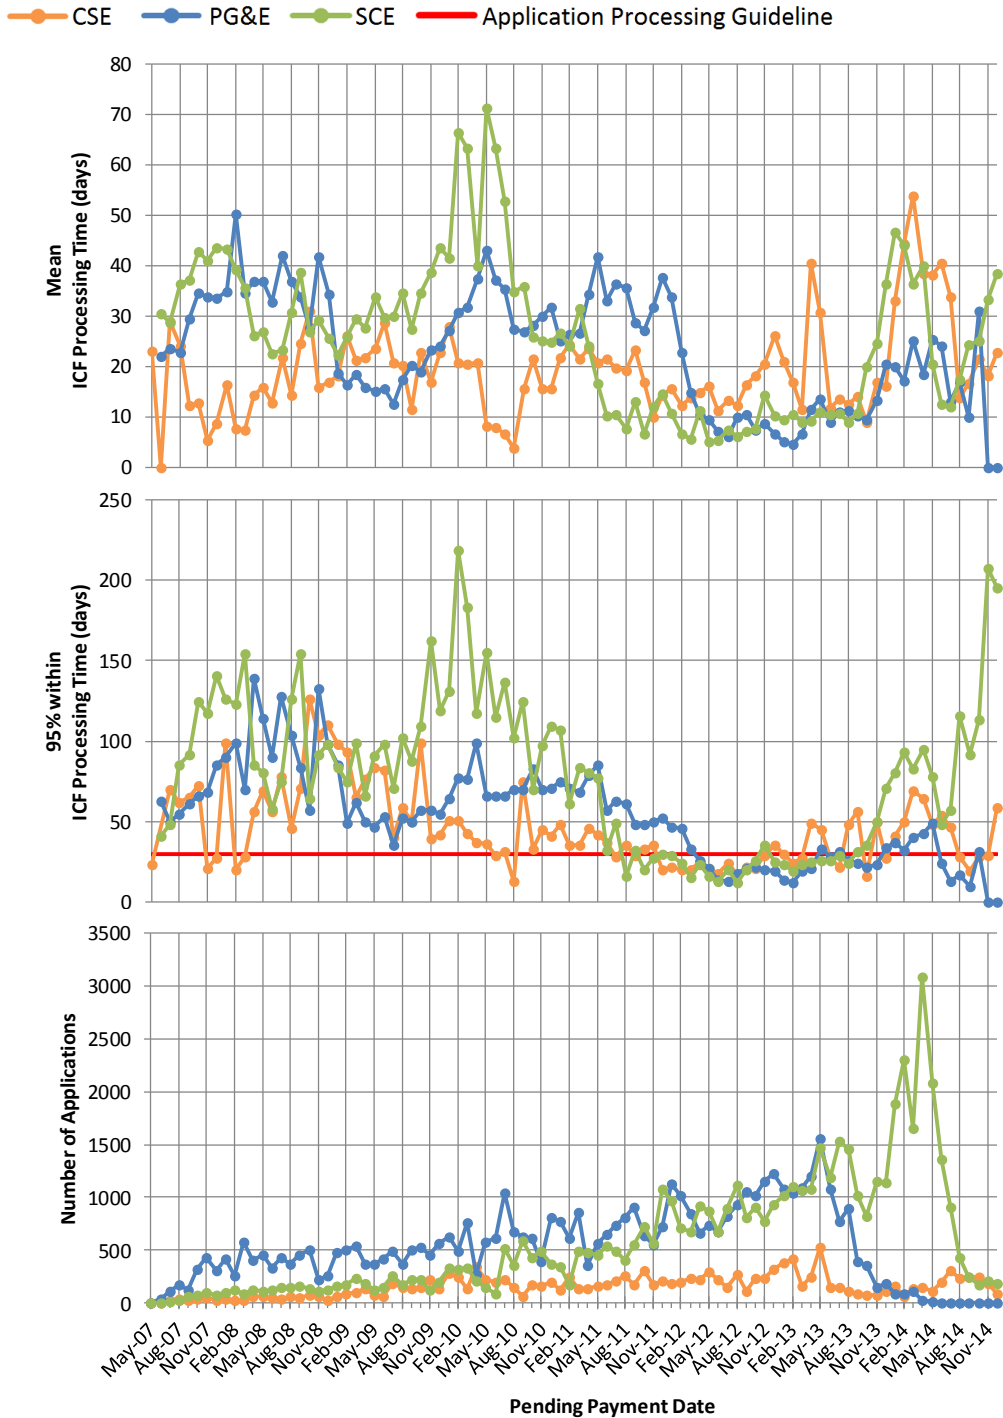 CSE PG&E SCE Application Processing Guideline
Mean
ICF Processing Time (days)
80
70
60
50
40
30
20
10
0
95% within
ICF Processing Time (days)
250
200
150
100
50
0
Number of Applications
3500
3000
2500
2000
1500
1000
500
0
May-07 Aug-07 Nov-07 Feb-08 May-08 Aug-08 Nov-08 Feb-09 May-09 Aug-09 Nov-09 Feb-10 May-10 Aug-10 Nov-10 Feb-11 May-11 Aug-11 Nov-11 Feb-12 May-12 Aug-12 Nov-12 Feb-13 May-13 Aug-13 Nov-13 Feb-14 May-14 Aug-14 Nov-14
Pending Payment Date